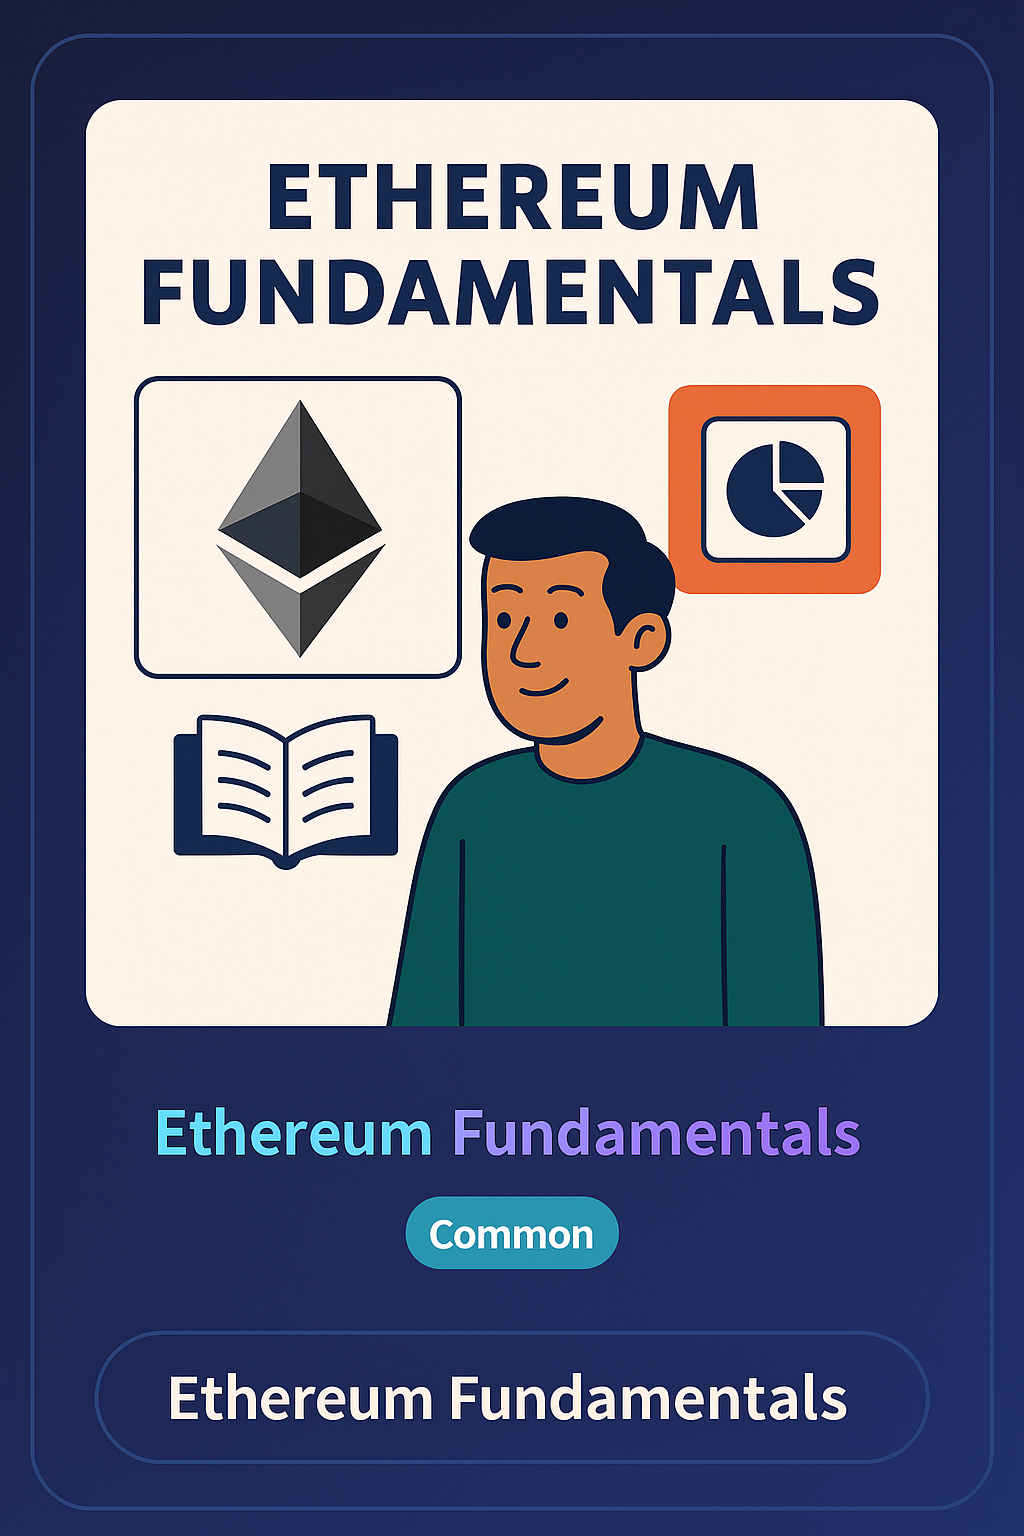 ETHEREUM
FUNDAMENTALS
Ethereum Fundamentals
Common
Ethereum Fundamentals